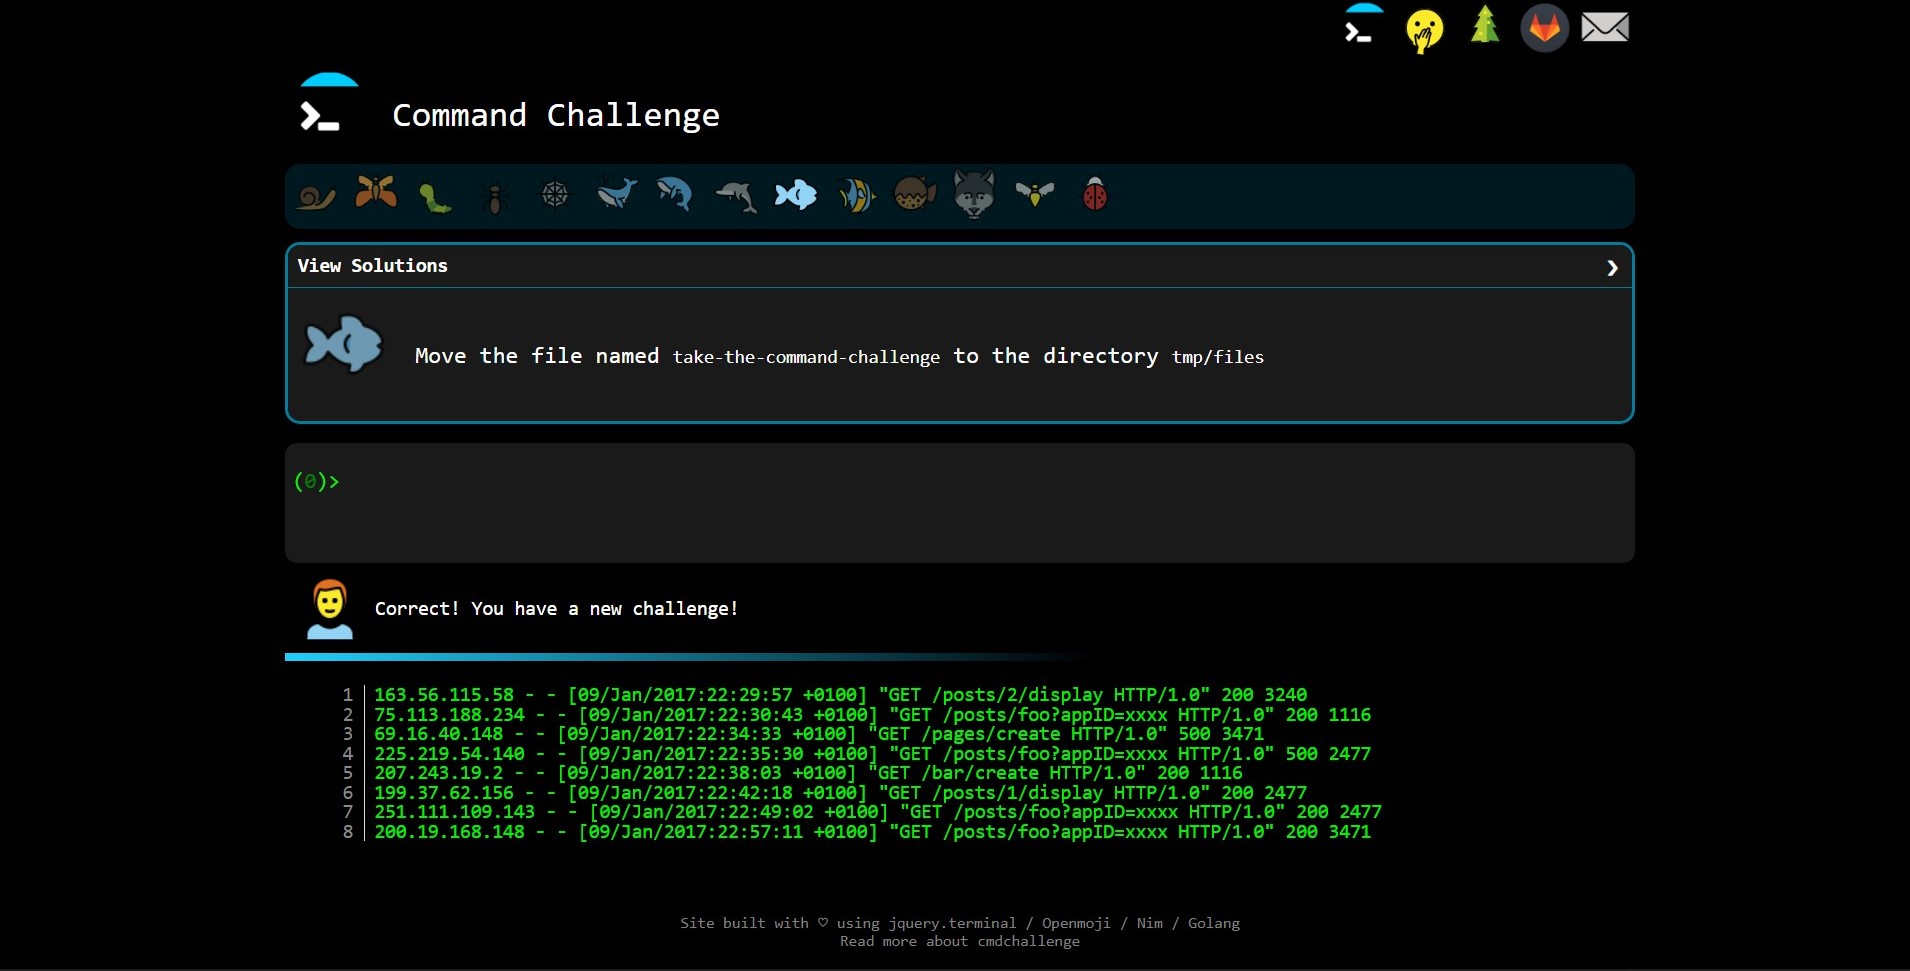 Command Challenge
View Solutions
Move the file named take-the-command-challenge to the directory tmp/files
(0)>
Correct! You have a new challenge!
1 163.56.115.58 - - [09/Jan/2017:22:29:57 +0100] "GET /posts/2/display HTTP/1.0" 200 3240
2 75.113.188.234 - - [09/Jan/2017:22:30:43 +0100] "GET /posts/foo?appID=xxxx HTTP/1.0" 200 1116
3 69.16.40.148 - - [09/Jan/2017:22:34:33 +0100] "GET /pages/create HTTP/1.0" 500 3471
4 225.219.54.140 - - [09/Jan/2017:22:35:30 +0100] "GET /posts/foo?appID=xxxx HTTP/1.0" 500 2477
5 207.243.19.2 - - [09/Jan/2017:22:38:03 +0100] "GET /bar/create HTTP/1.0" 200 1116
6 199.37.62.156 - - [09/Jan/2017:22:42:18 +0100] "GET /posts/1/display HTTP/1.0" 200 2477
7 251.111.109.143 - - [09/Jan/2017:22:49:02 +0100] "GET /posts/foo?appID=xxxx HTTP/1.0" 200 2477
8 200.19.168.148 - - [09/Jan/2017:22:57:11 +0100] "GET /posts/foo?appID=xxxx HTTP/1.0" 200 3471
Site built with ♡ using jquery.terminal / Openmoji / Nim / Golang
Read more about cmdchallenge